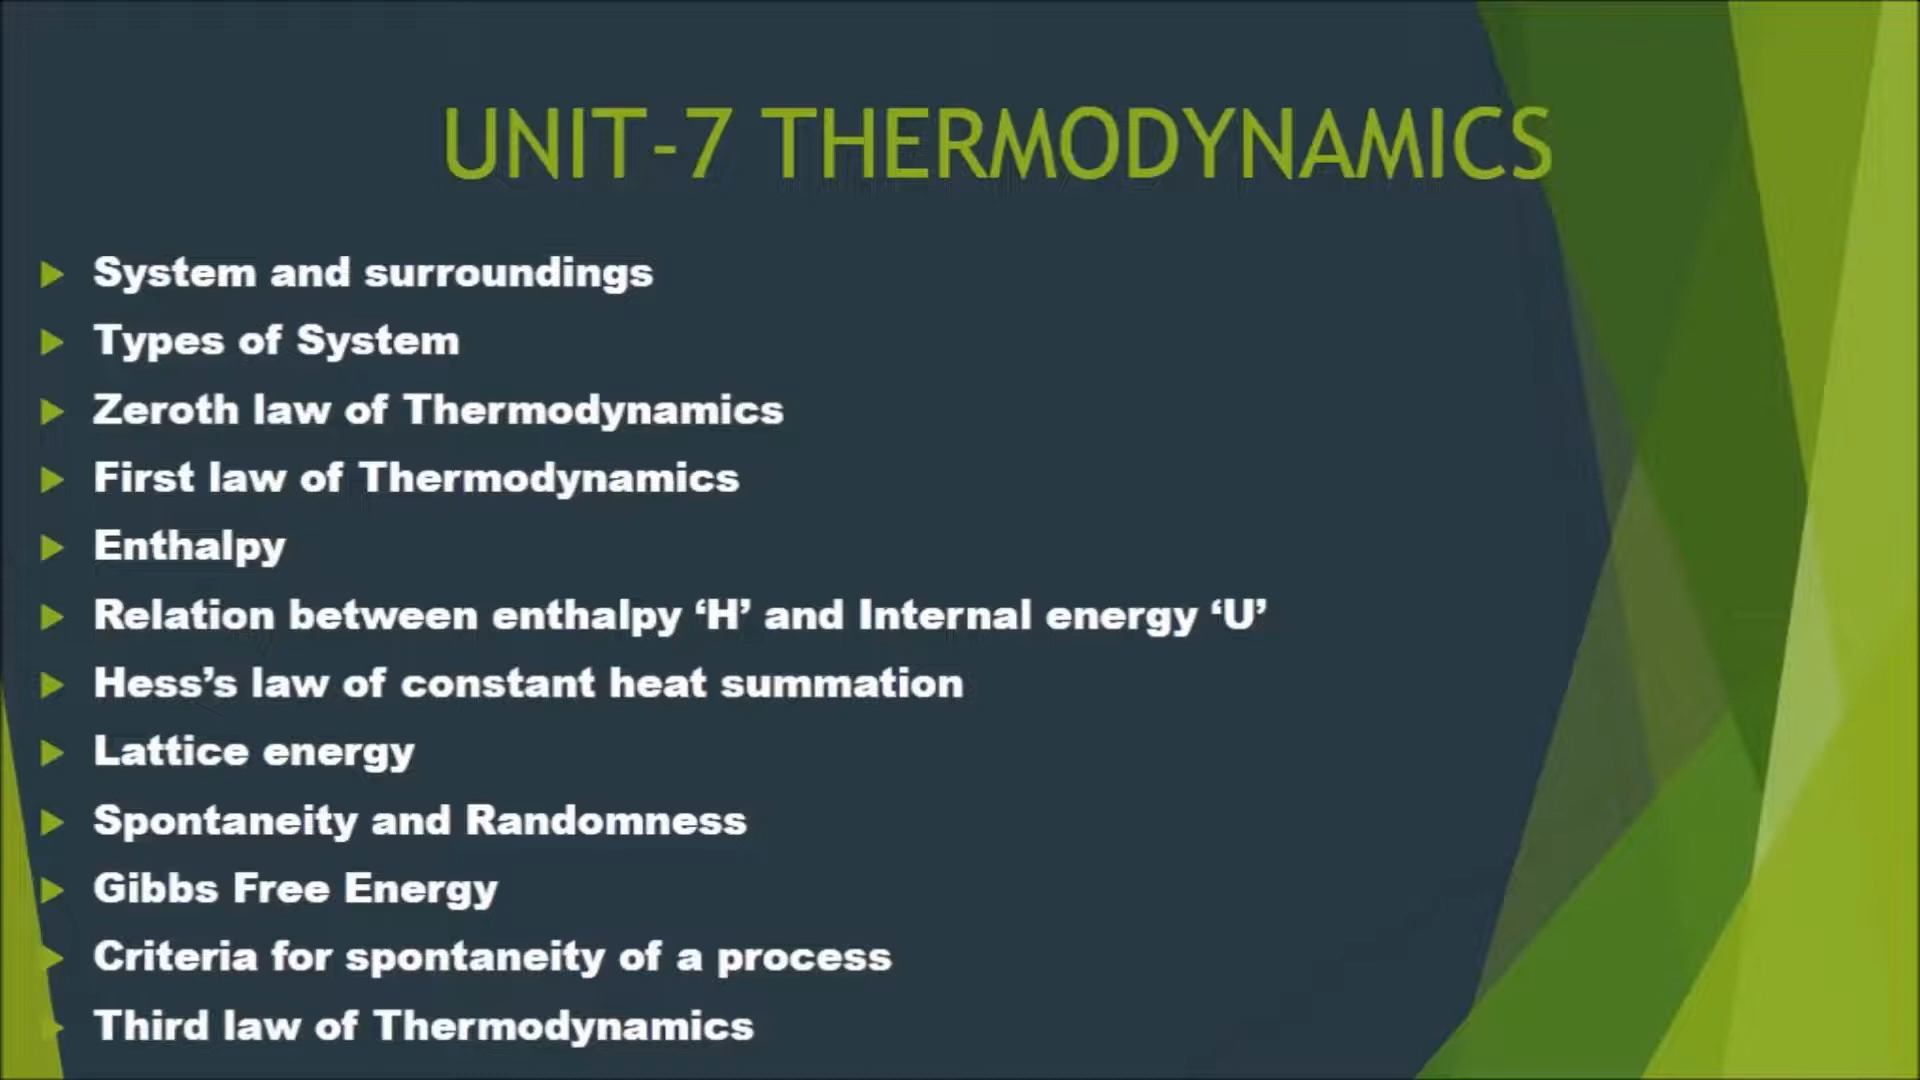 UNIT-7 THERMODYNAMICS
System and surroundings
Types of System
Zeroth law of Thermodynamics
First law of Thermodynamics
Enthalpy
Relation between enthalpy ‘H’ and Internal energy ‘U’
Hess’s law of constant heat summation
Lattice energy
Spontaneity and Randomness
Gibbs Free Energy
Criteria for spontaneity of a process
Third law of Thermodynamics